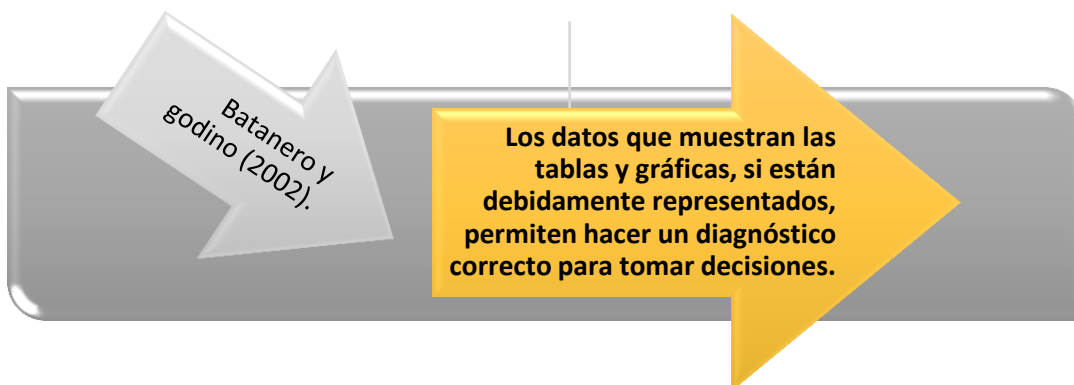 Batanero y
godino (2002).
Los datos que muestran las
tablas y gráficas, si están
debidamente representados,
permiten hacer un diagnóstico
correcto para tomar decisiones.